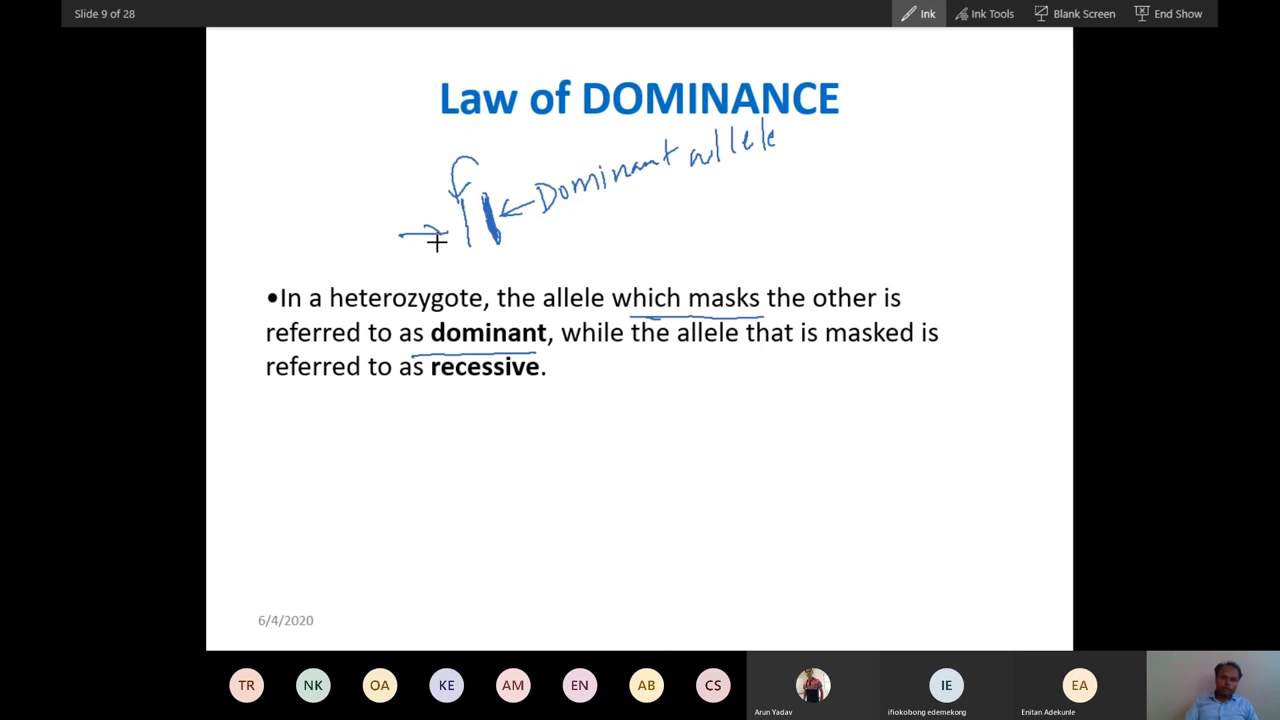 Slide 9 of 28
Ink
Ink Tools
Blank Screen
End Show
Law of DOMINANCE
Dominant allele
•In a heterozygote, the allele which masks the other is
referred to as dominant, while the allele that is masked is
referred to as recessive.
6/4/2020
TR
NK
OA
KE
AM
EN
AB
CS
Arun Yadav
IE
ifiokobong edemekong
EA
Enitan Adekunle